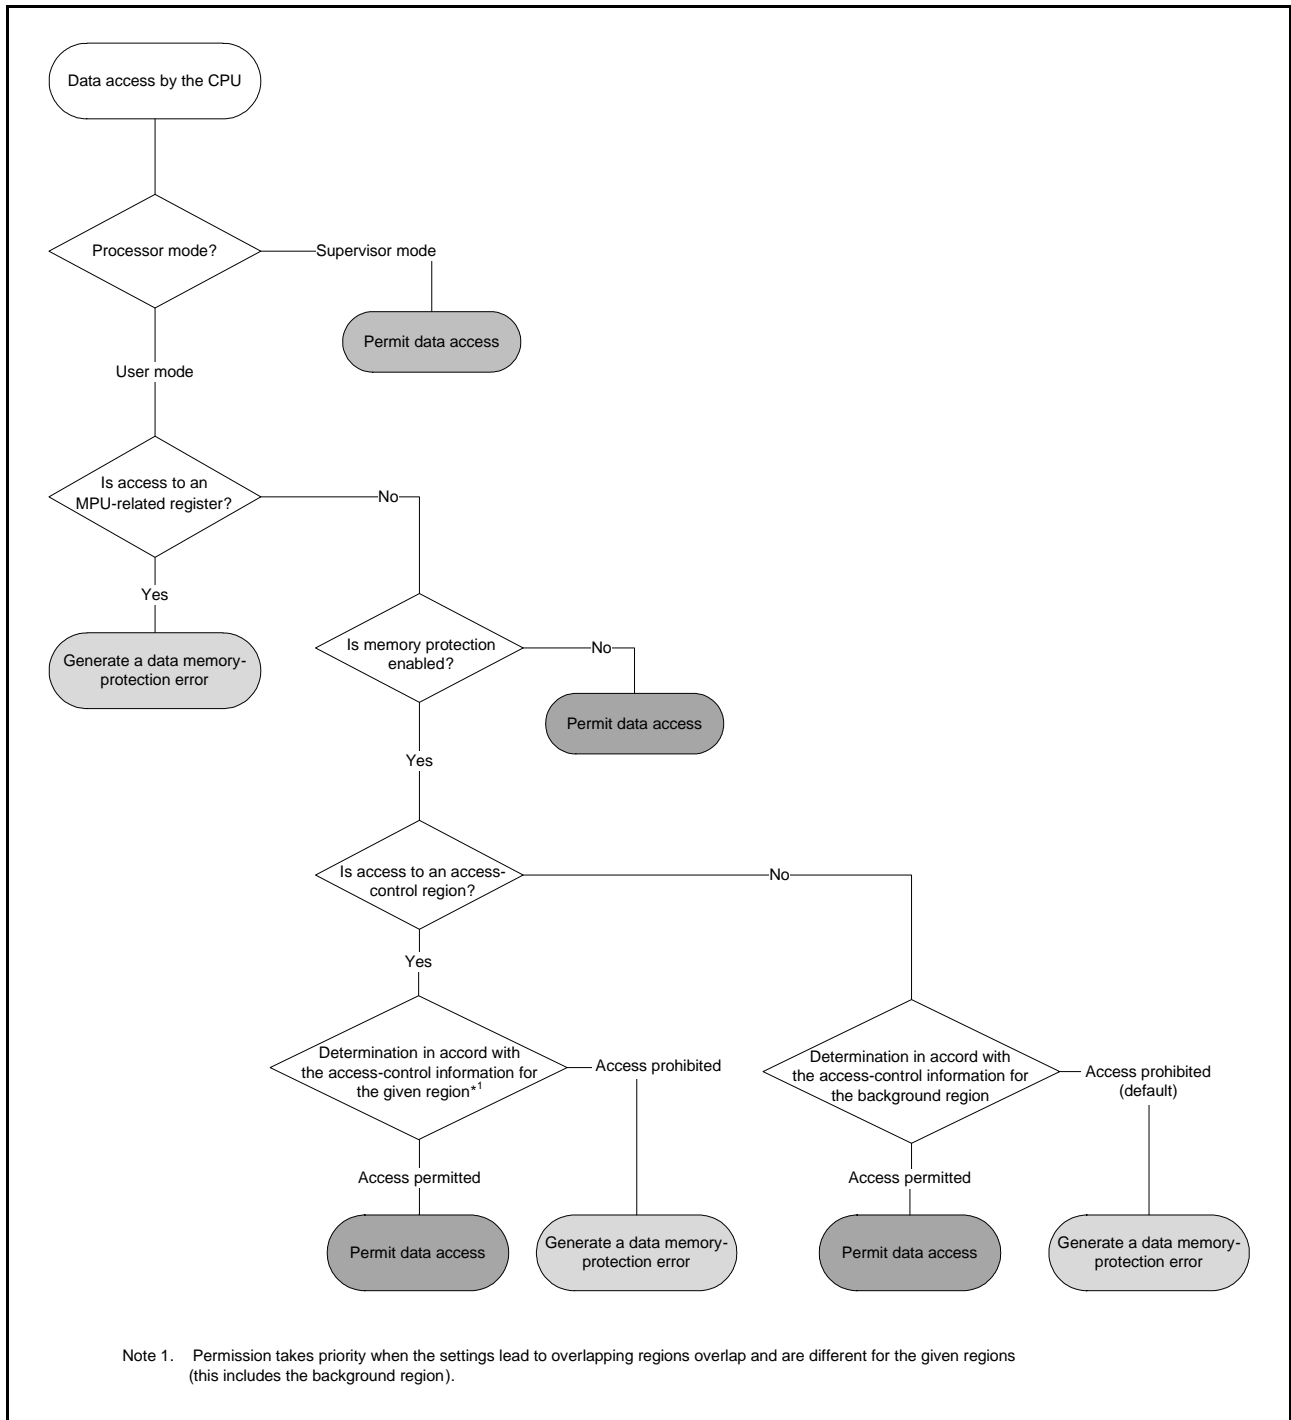 Data access by the CPU
Processor mode?
Supervisor mode
Permit data access
User mode
Is access to an
MPU-related register?
No
Yes
Generate a data memory-
protection error
Is memory protection
enabled?
No
Permit data access
Yes
Is access to an access-
control region?
No
Yes
Determination in accord with
the access-control information for
the given region*1
Access prohibited
Determination in accord with
the access-control information for
the background region
Access prohibited
(default)
Access permitted
Access permitted
Permit data access
Generate a data memory-
protection error
Permit data access
Generate a data memory-
protection error
Note 1. Permission takes priority when the settings lead to overlapping regions overlap and are different for the given regions
(this includes the background region).